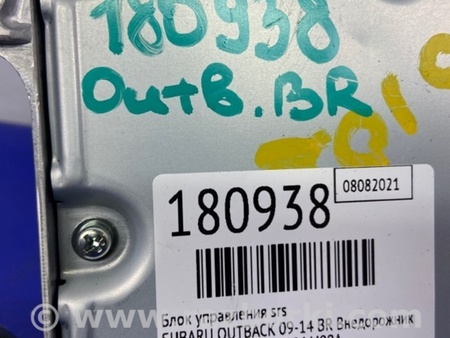 180938
Outb.BR
180938
08082021
Блок управления srs
SUBARU OUTBACK 09-14 BR Внедорожник